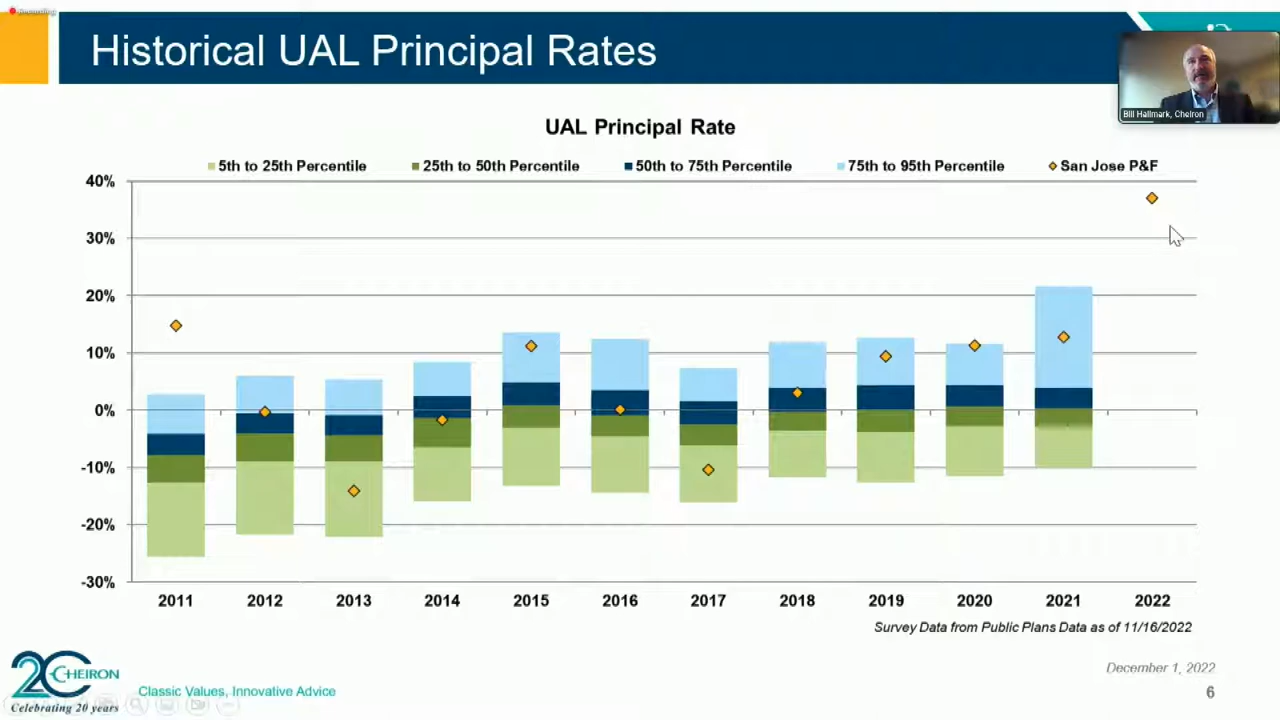 Recording
Historical UAL Principal Rates
Bill Hallmark, Cheiron
UAL Principal Rate
5th to 25th Percentile 25th to 50th Percentile 50th to 75th Percentile 75th to 95th Percentile San Jose P&F
40%
30%
20%
10%
0%
-10%
-20%
-30%
2011 2012 2013 2014 2015 2016 2017 2018 2019 2020 2021 2022
Survey Data from Public Plans Data as of 11/16/2022
December 1, 2022
20 CHEIRON
Classic Values, Innovative Advice
6
Celebrating 20 years